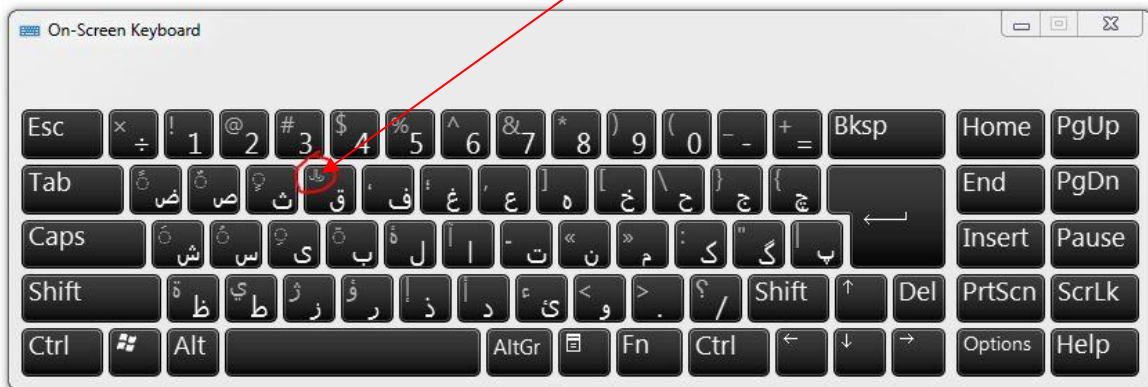 On-Screen Keyboard
Esc × ÷ ! 1 @ 2 # 3 $ 4 % 5 ^ 6 & 7 * 8 ) 9 ( 0 _ - + = Bksp Home PgUp
Tab ً ض ٌ ص ٍ ث ﷼ ق ، ف ؛ غ , ع ] ه [ خ \ ح } ج { چ End PgDn
Caps َ ش ُ س ِ ی ّ ب ۀ ل آ ا ـ ت « ن » م : ک " گ | پ Insert Pause
Shift ة ظ ي ط ژ ز ؤ ر إ ذ أ د ء ئ < و > . ؟ / Shift ↑ Del PrtScn ScrLk
Ctrl Alt AltGr Fn Ctrl ← ↓ → Options Help